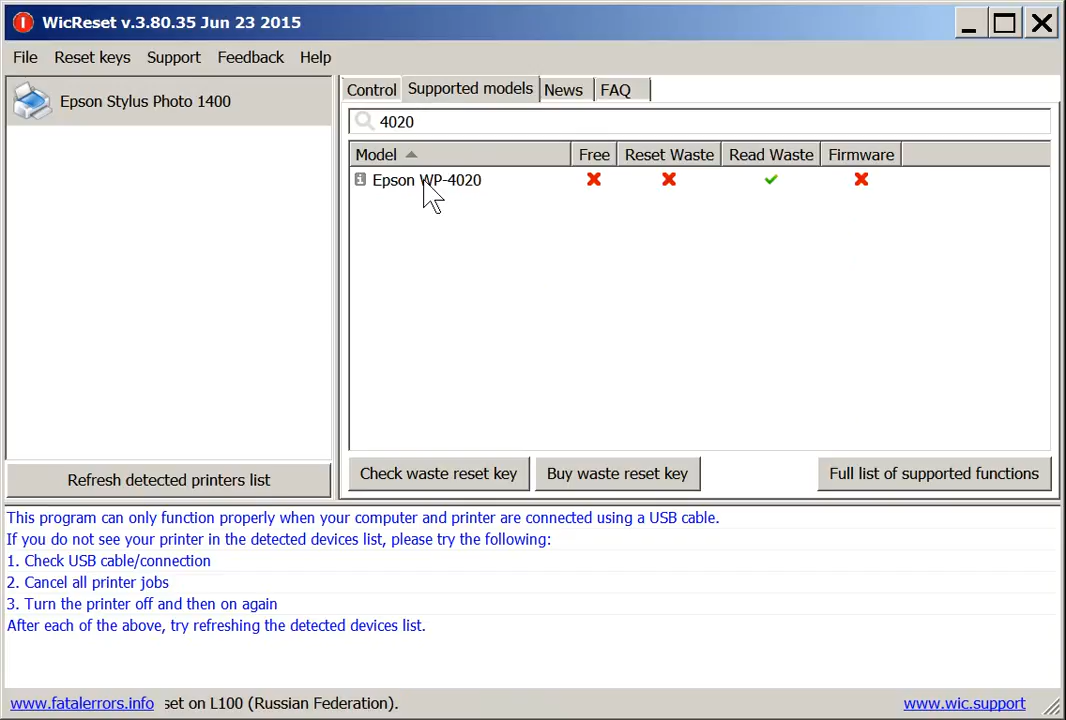 WicReset v.3.80.35 Jun 23 2015
File Reset keys Support Feedback Help
Epson Stylus Photo 1400
Control Supported models News FAQ
4020
Model Free Reset Waste Read Waste Firmware
Epson WP-4020
Check waste reset key Buy waste reset key Full list of supported functions
Refresh detected printers list
This program can only function properly when your computer and printer are connected using a USB cable.
If you do not see your printer in the detected devices list, please try the following:
1. Check USB cable/connection
2. Cancel all printer jobs
3. Turn the printer off and then on again
After each of the above, try refreshing the detected devices list.
www.fatalerrors.info set on L100 (Russian Federation). www.wic.support